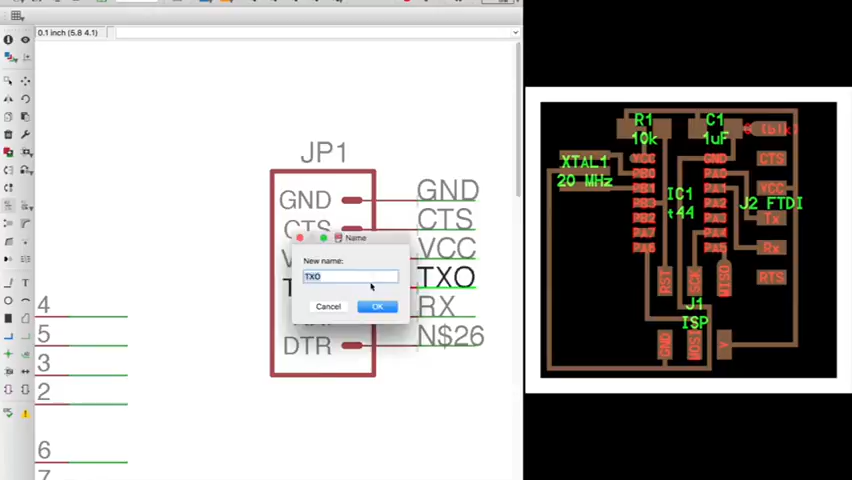 0.1 inch (5.8 4.1)
JP1
GND
GND
CTS
CTS
VCC
TXO
RX
DTR
N$26
Name
New name:
TXO
Cancel
OK
4
5
3
2
6
7
R1
10k
C1
1uF
XTAL1
20 MHz
VCC
PB0
PB1
PB3
PB2
PA7
PA6
IC1
t44
GND
PA0
PA1
PA2
PA3
PA4
PA5
CTS
VCC
J2 FTDI
Tx
Rx
RTS
RST
SCK
MISO
J1
ISP
GND
MOSI
V